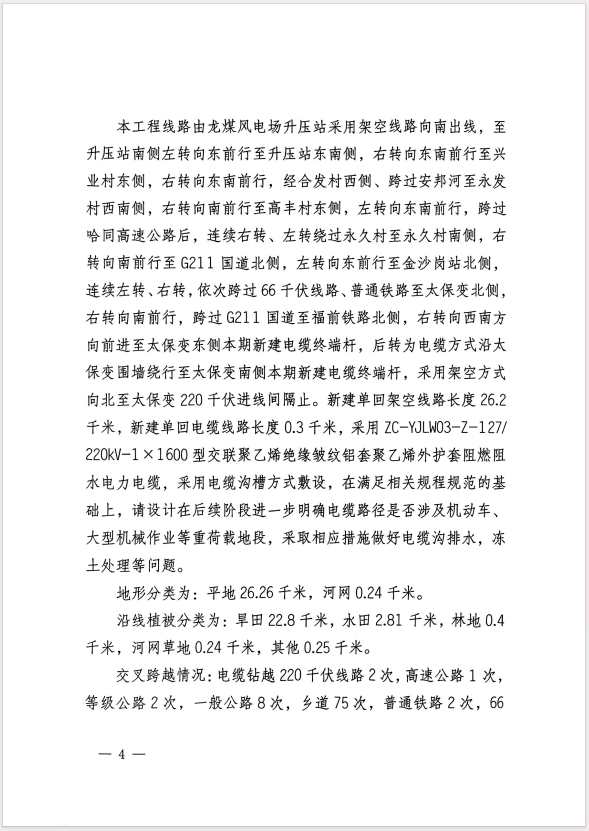 本工程线路由龙煤风电场升压站采用架空线路向南出线，至
升压站南侧左转向东前行至升压站东南侧，右转向东南前行至兴
业村东侧，右转向东南前行，经合发村西侧、跨过安邦河至永发
村西南侧，右转向南前行至高丰村东侧，左转向东南前行，跨过
哈同高速公路后，连续右转、左转绕过永久村至永久村南侧，右
转向南前行至G211国道北侧，左转向东前行至金沙岗站北侧，
连续左转、右转，依次跨过66千伏线路、普通铁路至太保变北侧，
右转向南前行，跨过G211国道至福前铁路北侧，右转向西南方
向前进至太保变东侧本期新建电缆终端杆，后转为电缆方式沿太
保变围墙绕行至太保变南侧本期新建电缆终端杆，采用架空方式
向北至太保变220千伏进线间隔止。新建单回架空线路长度26.2
千米，新建单回电缆线路长度0.3千米，采用ZC-YJLW03-Z-127/
220kV-1×1600型交联聚乙烯绝缘皱纹铝套聚乙烯外护套阻燃阻
水电力电缆，采用电缆沟槽方式敷设，在满足相关规程规范的基
础上，请设计在后续阶段进一步明确电缆路径是否涉及机动车、
大型机械作业等重荷载地段，采取相应措施做好电缆沟排水，冻
土处理等问题。
地形分类为：平地26.26千米，河网0.24千米。
沿线植被分类为：旱田22.8千米，水田2.81千米，林地0.4
千米，河网草地0.24千米，其他0.25千米。
交叉跨越情况：电缆钻越220千伏线路2次，高速公路1次，
等级公路2次，一般公路8次，乡道75次，普通铁路2次，66
— 4 —